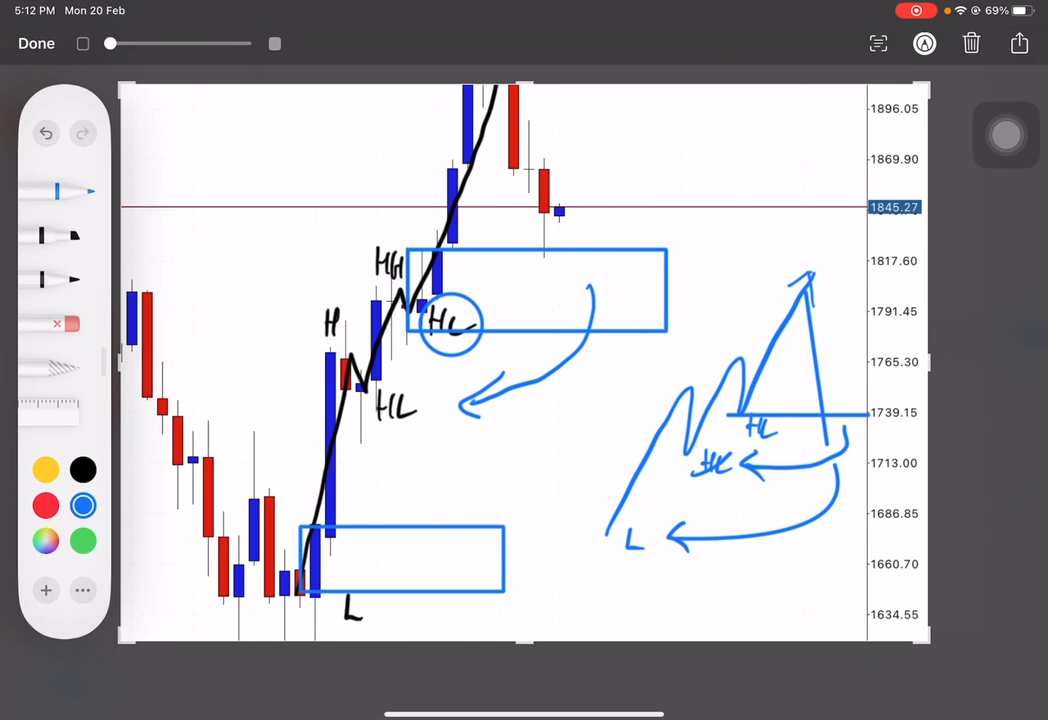 5:12 PM Mon 20 Feb
69%
Done
1896.05
1869.90
1845.27
1817.60
1791.45
1765.30
1739.15
1713.00
1686.85
1660.70
1634.55
HH
H
HL
HL
L
HL
HL
L